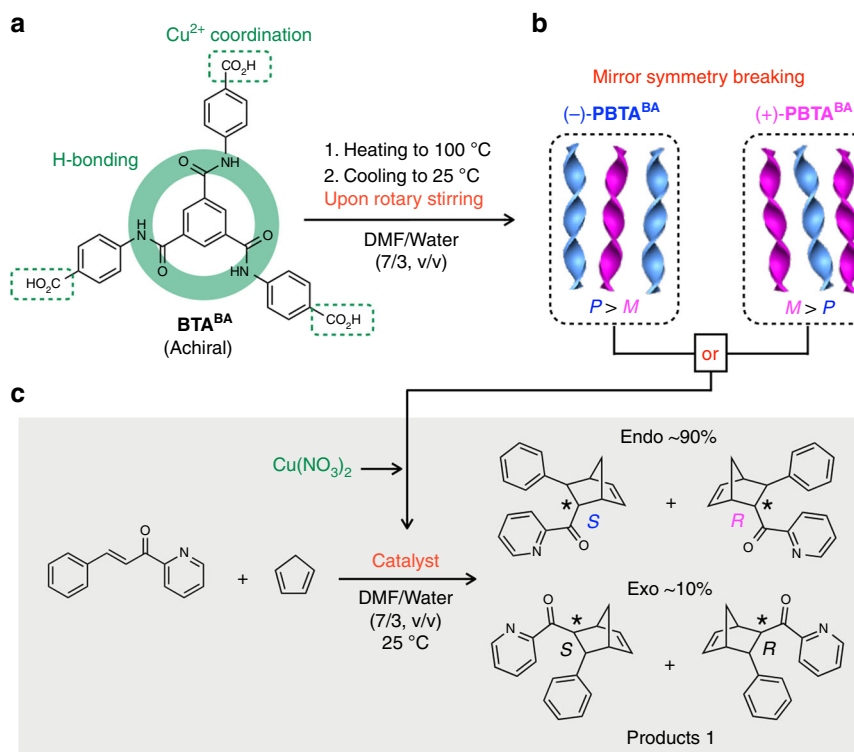 a
Cu²⁺ coordination
CO₂H
H-bonding
O
NH
H
N
O
O
HN
HO₂C
CO₂H
BTAᴮᴬ
(Achiral)
1. Heating to 100 °C
2. Cooling to 25 °C
Upon rotary stirring
DMF/Water
(7/3, v/v)
b
Mirror symmetry breaking
(−)-PBTAᴮᴬ
(+)-PBTAᴮᴬ
P > M
M > P
or
c
Cu(NO₃)₂
O
N
+
Catalyst
DMF/Water
(7/3, v/v)
25 °C
Endo ~90%
*
S
N
O
+
*
R
O
N
Exo ~10%
O
N
*
S
+
O
*
R
N
Products 1